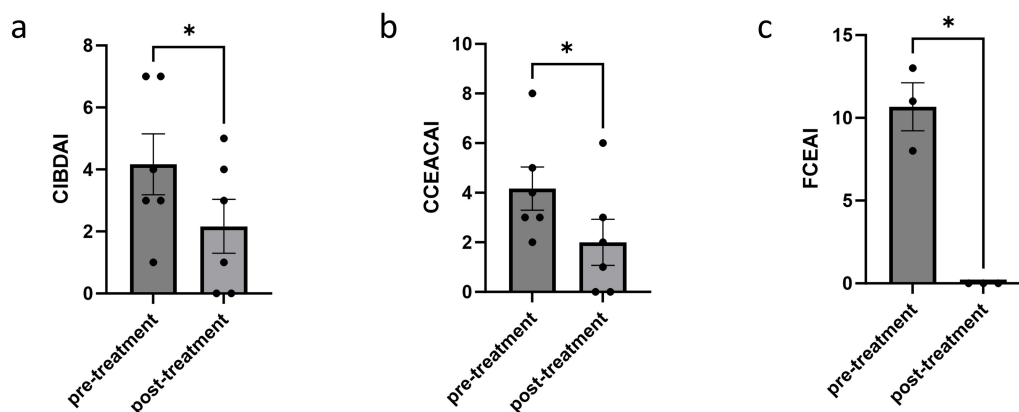 a
CIBDAI
8
6
4
2
0
*
pre-treatment
post-treatment
b
CCEACAI
10
8
6
4
2
0
*
pre-treatment
post-treatment
c
FCEAI
15
10
5
0
*
pre-treatment
post-treatment